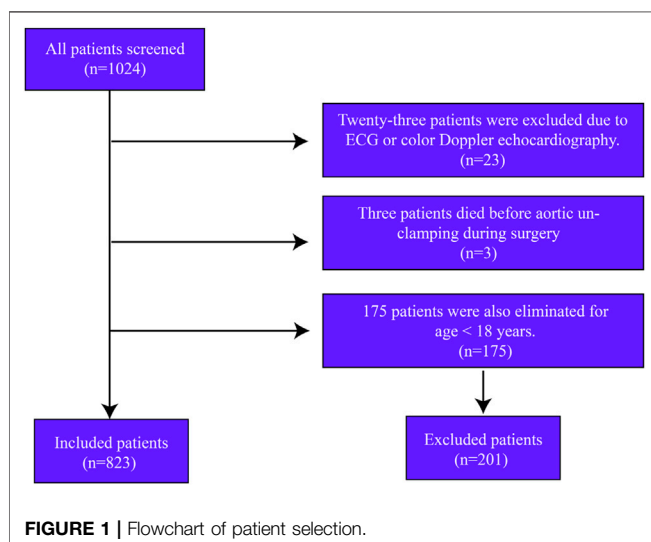 All patients screened
(n=1024)
Twenty-three patients were excluded due to
ECG or color Doppler echocardiography.
(n=23)
Three patients died before aortic un-
clamping during surgery
(n=3)
175 patients were also eliminated for
age < 18 years.
(n=175)
Included patients
(n=823)
Excluded patients
(n=201)
FIGURE 1 | Flowchart of patient selection.